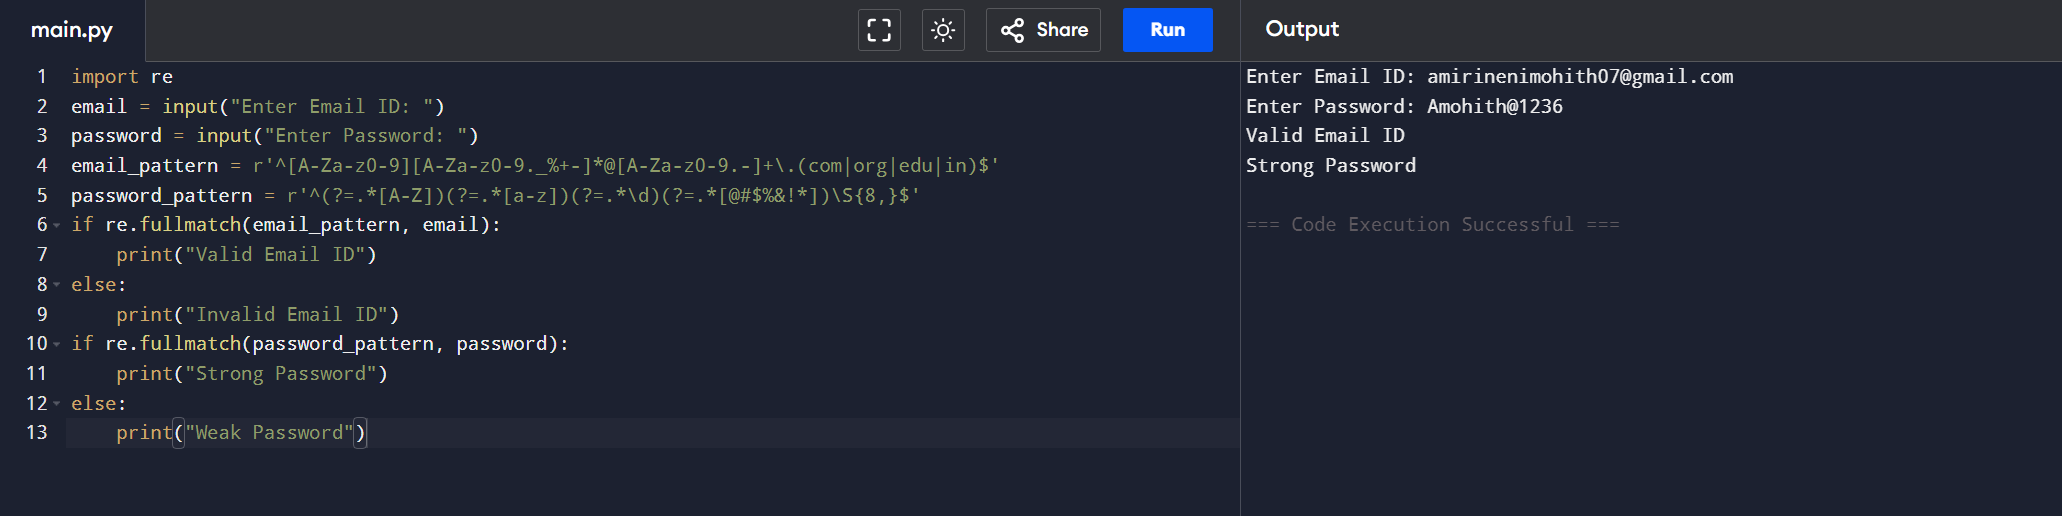 main.py
Share
Run
Output
1 import re
2 email = input("Enter Email ID: ")
3 password = input("Enter Password: ")
4 email_pattern = r'^[A-Za-z0-9][A-Za-z0-9._%+-]*@[A-Za-z0-9.-]+\.(com|org|edu|in)$'
5 password_pattern = r'^(?=.*[A-Z])(?=.*[a-z])(?=.*\d)(?=.*[@#$%&!*])\S{8,}$'
6 if re.fullmatch(email_pattern, email):
7     print("Valid Email ID")
8 else:
9     print("Invalid Email ID")
10 if re.fullmatch(password_pattern, password):
11     print("Strong Password")
12 else:
13     print("Weak Password")
Enter Email ID: amirinenimohith07@gmail.com
Enter Password: Amohith@1236
Valid Email ID
Strong Password
=== Code Execution Successful ===